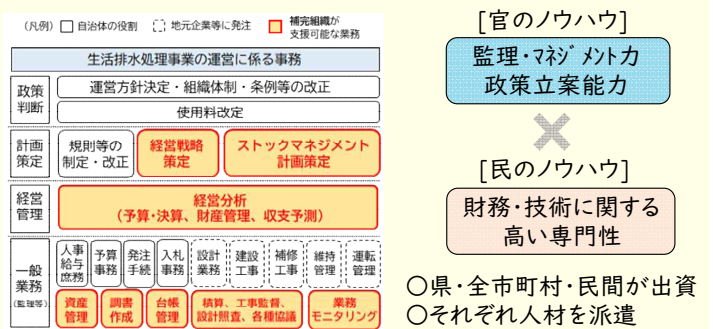 (凡例) 自治体の役割 地元企業等に発注 補完組織が
支援可能な業務
生活排水処理事業の運営に係る事務
政策
判断
運営方針決定・組織体制・条例等の改正
使用料改定
計画
策定
規則等の
制定・改正
経営戦略
策定
ストックマネジメント
計画策定
経営
管理
経営分析
(予算・決算、財産管理、収支予測)
一般
業務
(監理等)
人事
給与
庶務
予算
事務
発注
手続
入札
事務
設計
業務
建設
工事
補修
工事
維持
管理
運転
管理
資産
管理
調書
作成
台帳
管理
積算、工事監督、
設計照査、各種協議
業務
モニタリング
[官のノウハウ]
監理・マネジメント力
政策立案能力
×
[民のノウハウ]
財務・技術に関する
高い専門性
〇県・全市町村・民間が出資
〇それぞれ人材を派遣